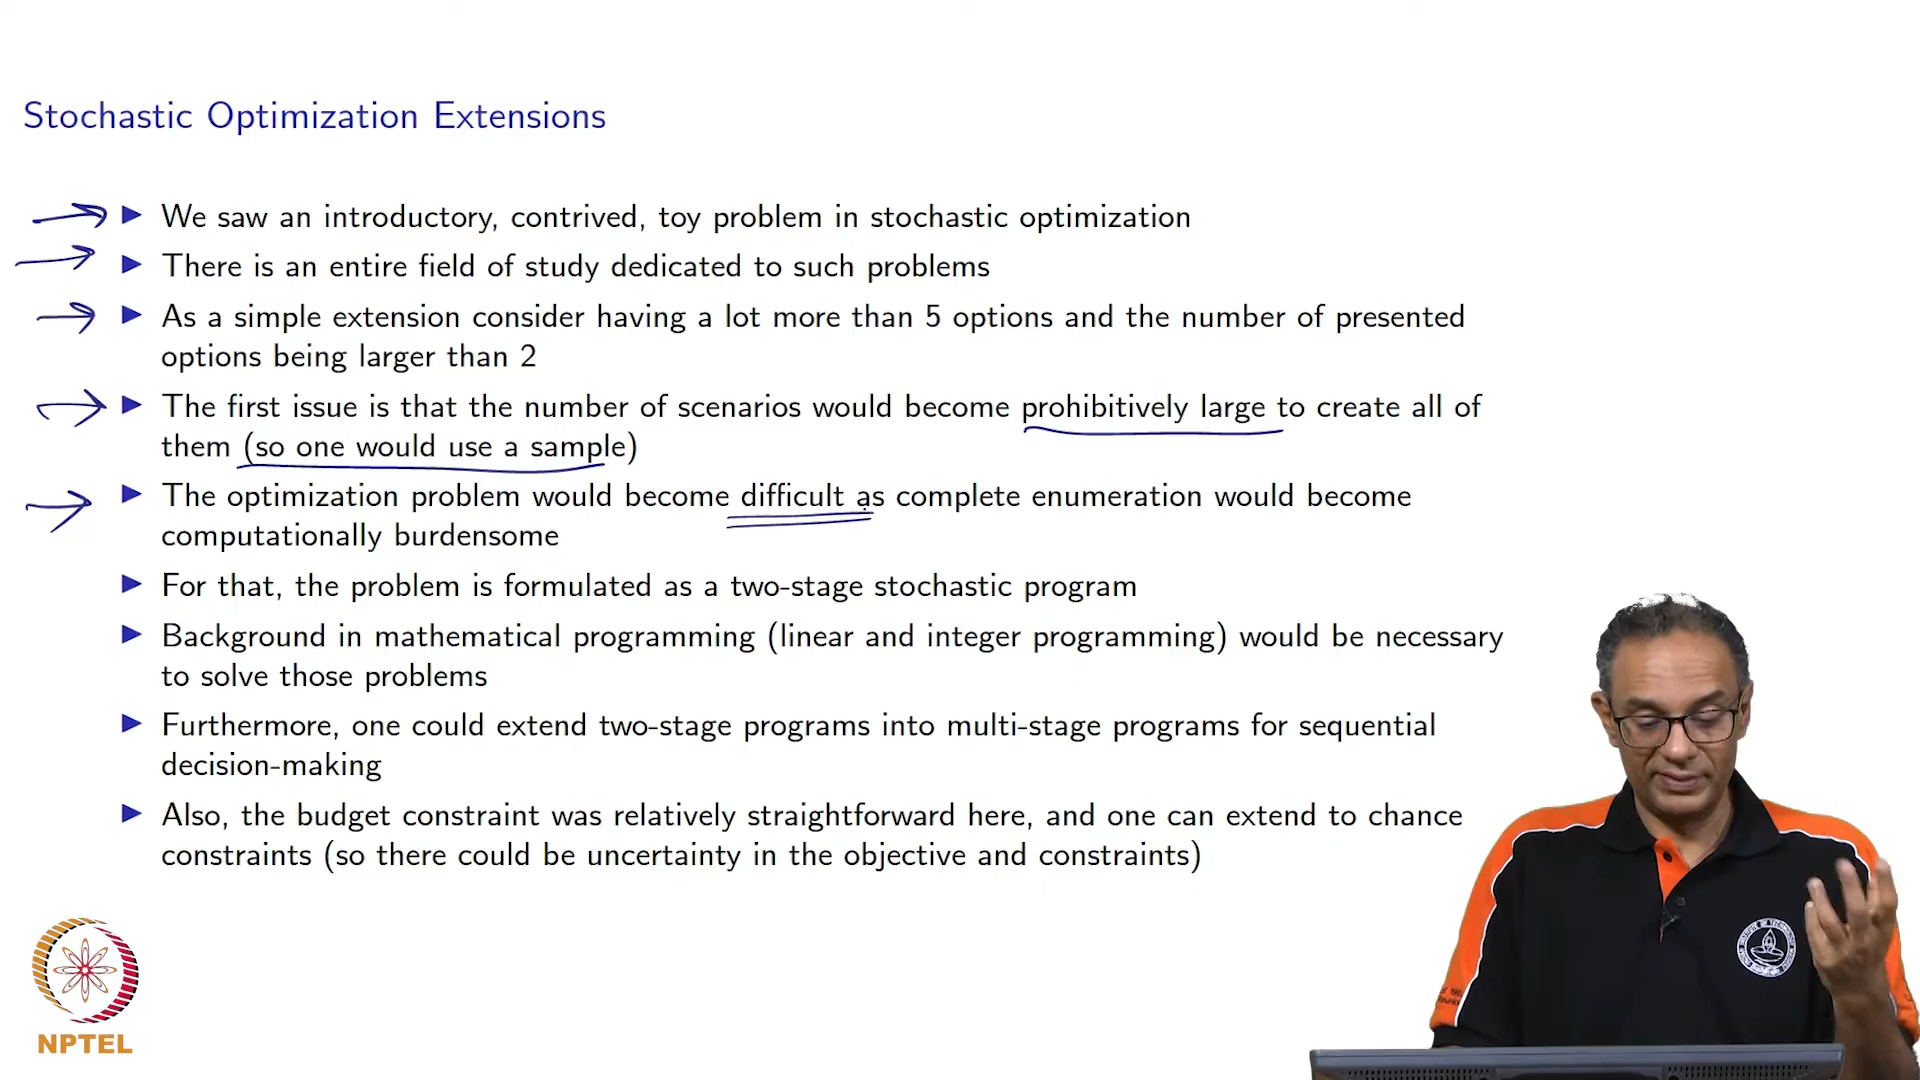 Stochastic Optimization Extensions
We saw an introductory, contrived, toy problem in stochastic optimization
There is an entire field of study dedicated to such problems
As a simple extension consider having a lot more than 5 options and the number of presented
options being larger than 2
The first issue is that the number of scenarios would become prohibitively large to create all of
them (so one would use a sample)
The optimization problem would become difficult as complete enumeration would become
computationally burdensome
For that, the problem is formulated as a two-stage stochastic program
Background in mathematical programming (linear and integer programming) would be necessary
to solve those problems
Furthermore, one could extend two-stage programs into multi-stage programs for sequential
decision-making
Also, the budget constraint was relatively straightforward here, and one can extend to chance
constraints (so there could be uncertainty in the objective and constraints)
NPTEL